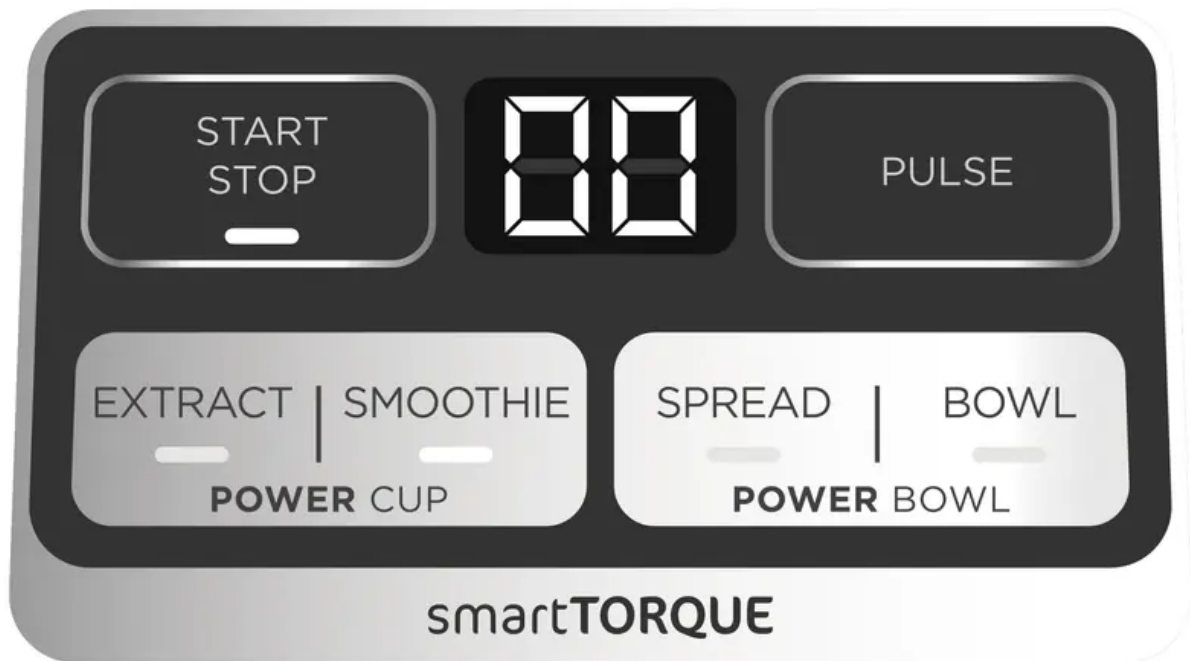 START
STOP
00
PULSE
EXTRACT | SMOOTHIE
POWER CUP
SPREAD | BOWL
POWER BOWL
smartTORQUE